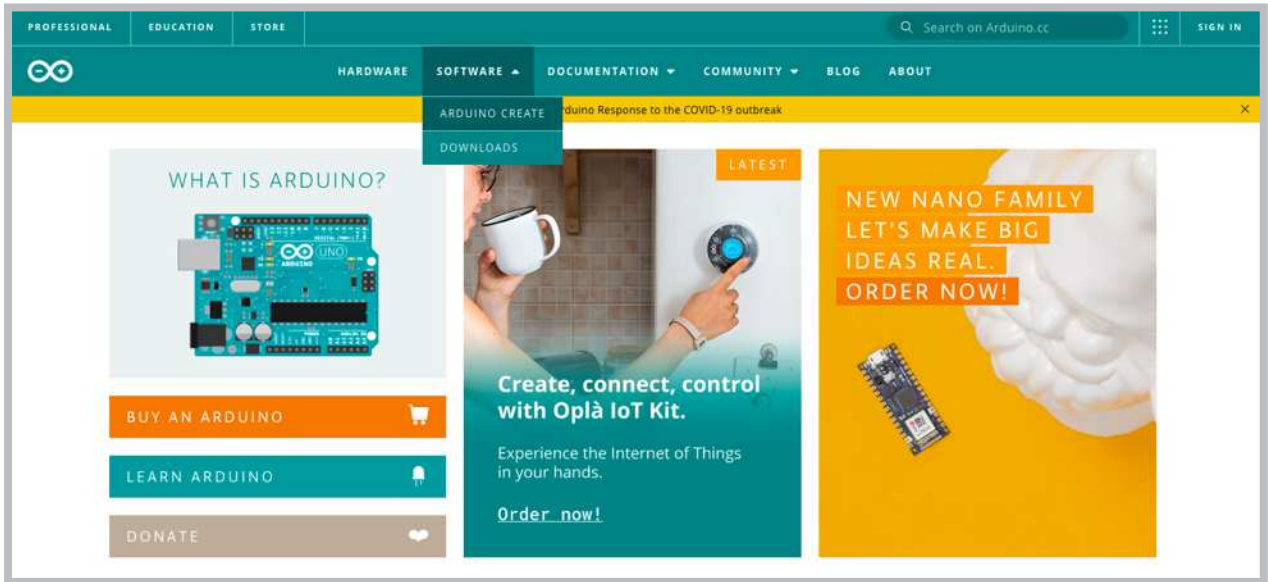 PROFESSIONAL EDUCATION STORE Search on Arduino.cc SIGN IN
HARDWARE SOFTWARE DOCUMENTATION COMMUNITY BLOG ABOUT
ARDUINO CREATE
rduino Response to the COVID-19 outbreak
DOWNLOADS
WHAT IS ARDUINO?
UNO
ARDUINO
BUY AN ARDUINO
LEARN ARDUINO
DONATE
LATEST
Create, connect, control
with Oplà IoT Kit.
Experience the Internet of Things
in your hands.
Order now!
NEW NANO FAMILY
LET'S MAKE BIG
IDEAS REAL.
ORDER NOW!